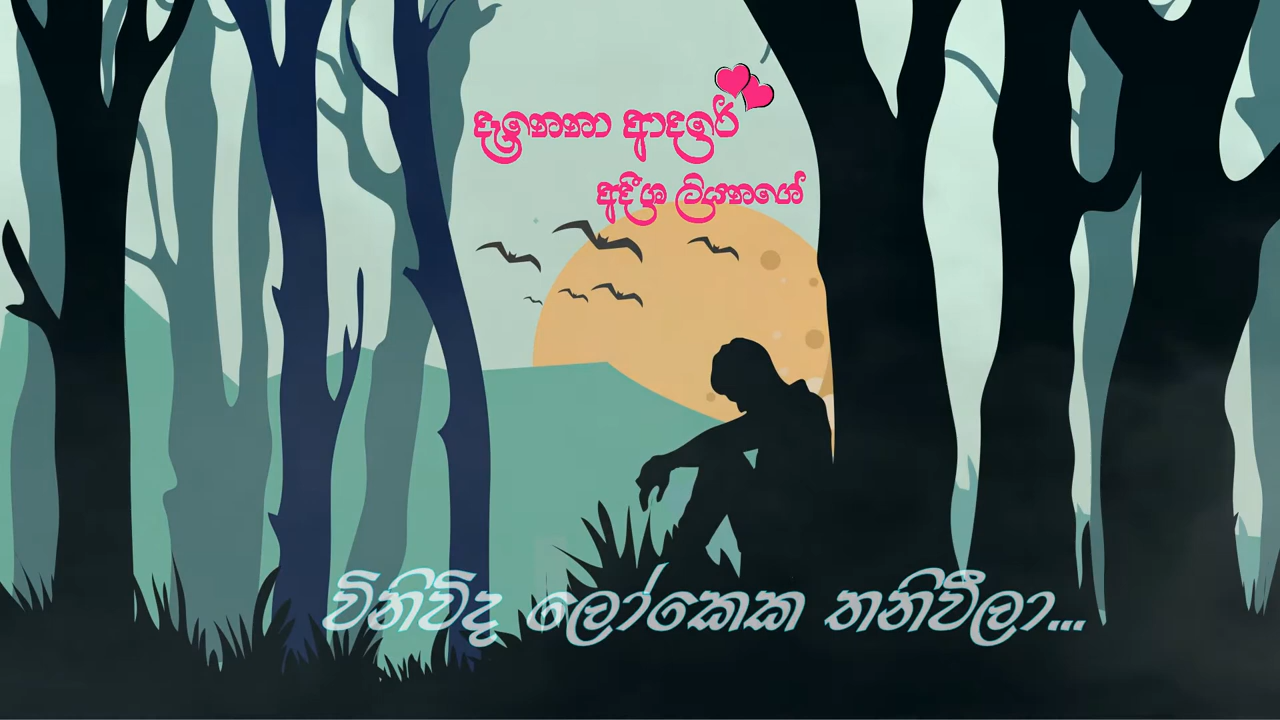 දැනෙනා ආදරේ
අදීශ ලියනගේ
විනිවිද ලෝකෙක තනිවීලා...